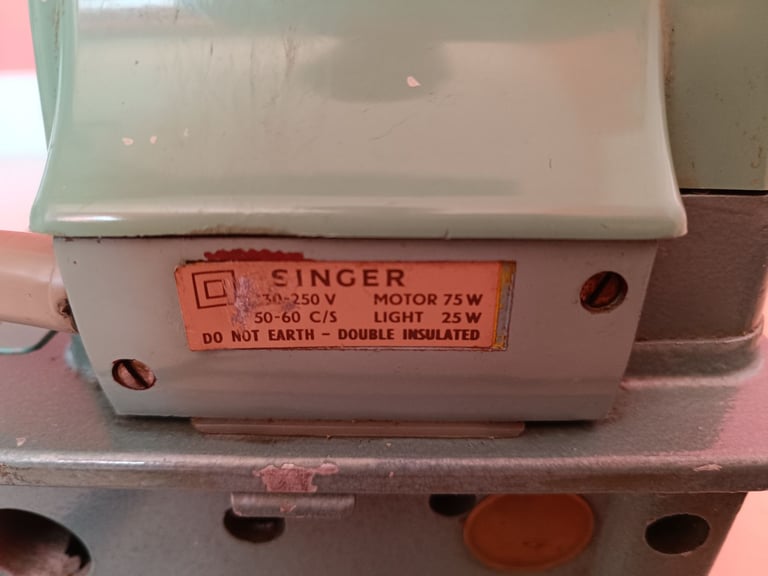 SINGER
30-250 V MOTOR 75 W
50-60 C/S LIGHT 25 W
DO NOT EARTH - DOUBLE INSULATED